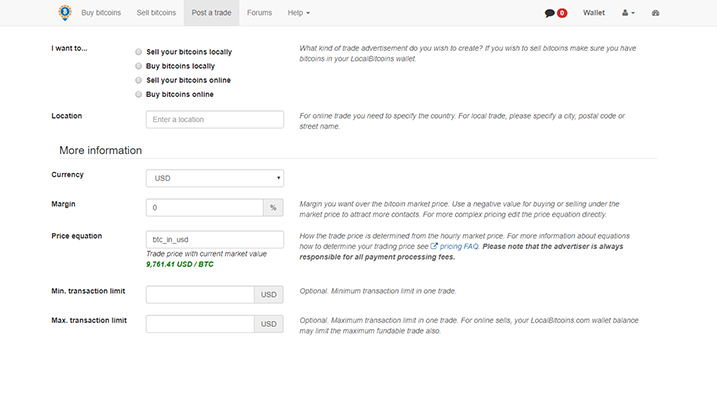 Buy bitcoins Sell bitcoins Post a trade Forums Help 0 Wallet
I want to...
Sell your bitcoins locally
Buy bitcoins locally
Sell your bitcoins online
Buy bitcoins online
What kind of trade advertisement do you wish to create? If you wish to sell bitcoins make sure you have
bitcoins in your LocalBitcoins wallet.
Location
Enter a location
For online trade you need to specify the country. For local trade, please specify a city, postal code or
street name.
More information
Currency
USD
Margin
0 %
Margin you want over the bitcoin market price. Use a negative value for buying or selling under the
market price to attract more contacts. For more complex pricing edit the price equation directly.
Price equation
btc_in_usd
Trade price with current market value
9,761.41 USD / BTC
How the trade price is determined from the hourly market price. For more information about equations
how to determine your trading price see pricing FAQ. Please note that the advertiser is always
responsible for all payment processing fees.
Min. transaction limit
USD
Optional. Minimum transaction limit in one trade.
Max. transaction limit
USD
Optional. Maximum transaction limit in one trade. For online sells, your LocalBitcoins.com wallet balance
may limit the maximum fundable trade also.